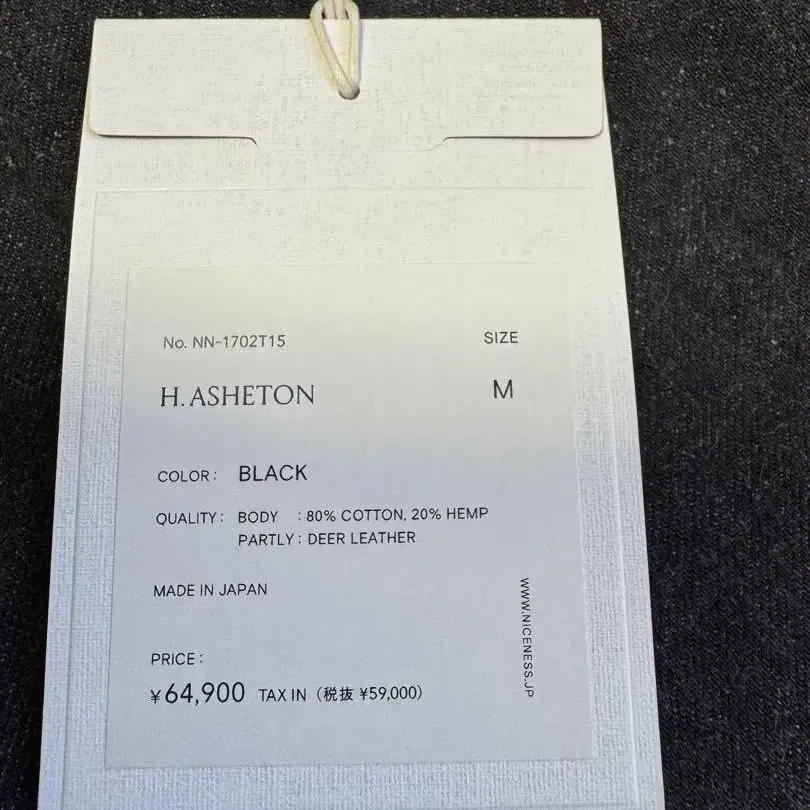 No. NN-1702T15
SIZE
H. ASHETON
M
COLOR : BLACK
QUALITY : BODY : 80% COTTON, 20% HEMP
PARTLY : DEER LEATHER
MADE IN JAPAN
WWW.NICENESS.JP
PRICE :
¥64,900 TAX IN (税抜 ¥59,000)